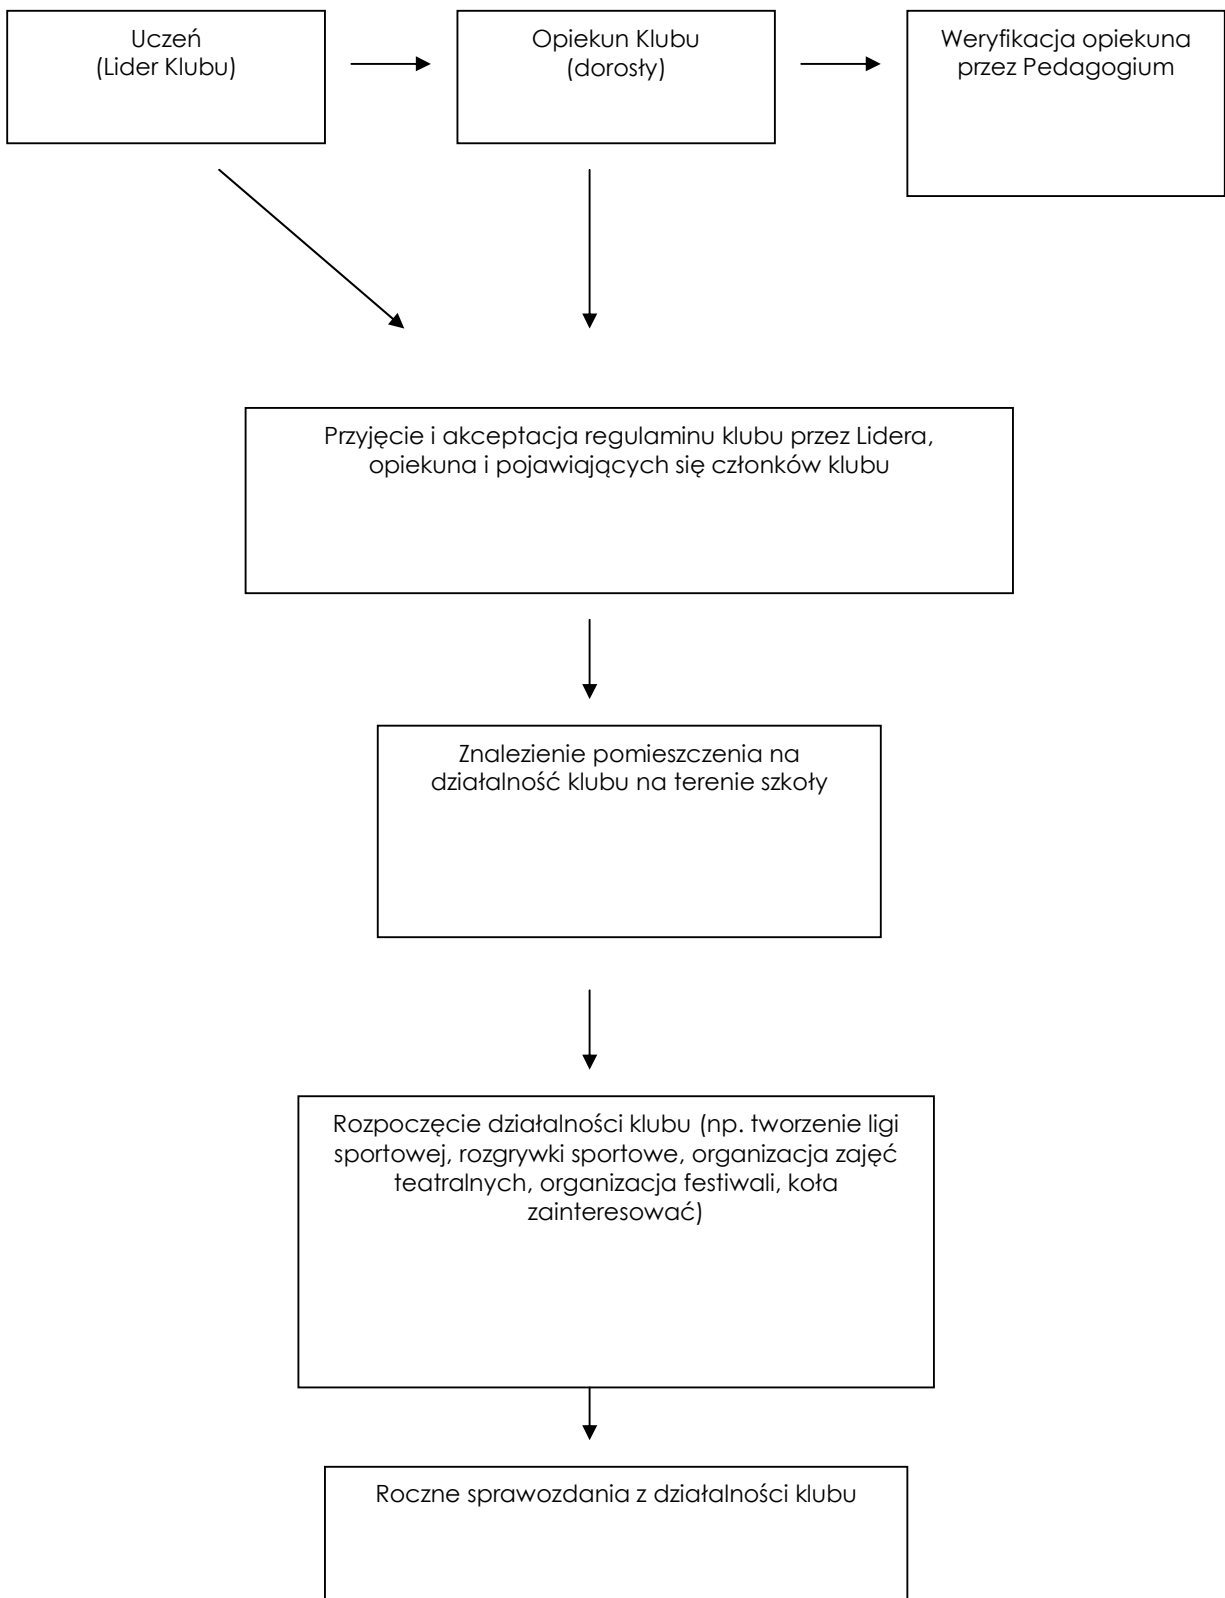 Uczeń
(Lider Klubu)
Opiekun Klubu
(dorosły)
Weryfikacja opiekuna
przez Pedagogium
Przyjęcie i akceptacja regulaminu klubu przez Lidera,
opiekuna i pojawiających się członków klubu
Znalezienie pomieszczenia na
działalność klubu na terenie szkoły
Rozpoczęcie działalności klubu (np. tworzenie ligi
sportowej, rozgrywki sportowe, organizacja zajęć
teatralnych, organizacja festiwali, koła
zainteresować)
Roczne sprawozdania z działalności klubu